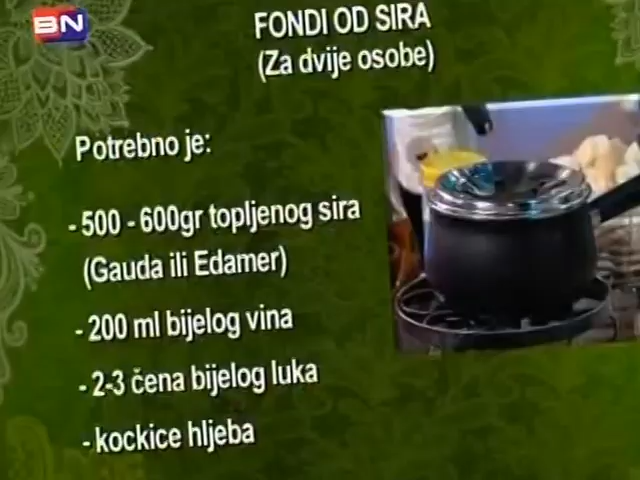 BN
FONDI OD SIRA
(Za dvije osobe)
Potrebno je:
- 500 - 600gr topljenog sira
(Gauda ili Edamer)
- 200 ml bijelog vina
- 2-3 čena bijelog luka
- kockice hljeba